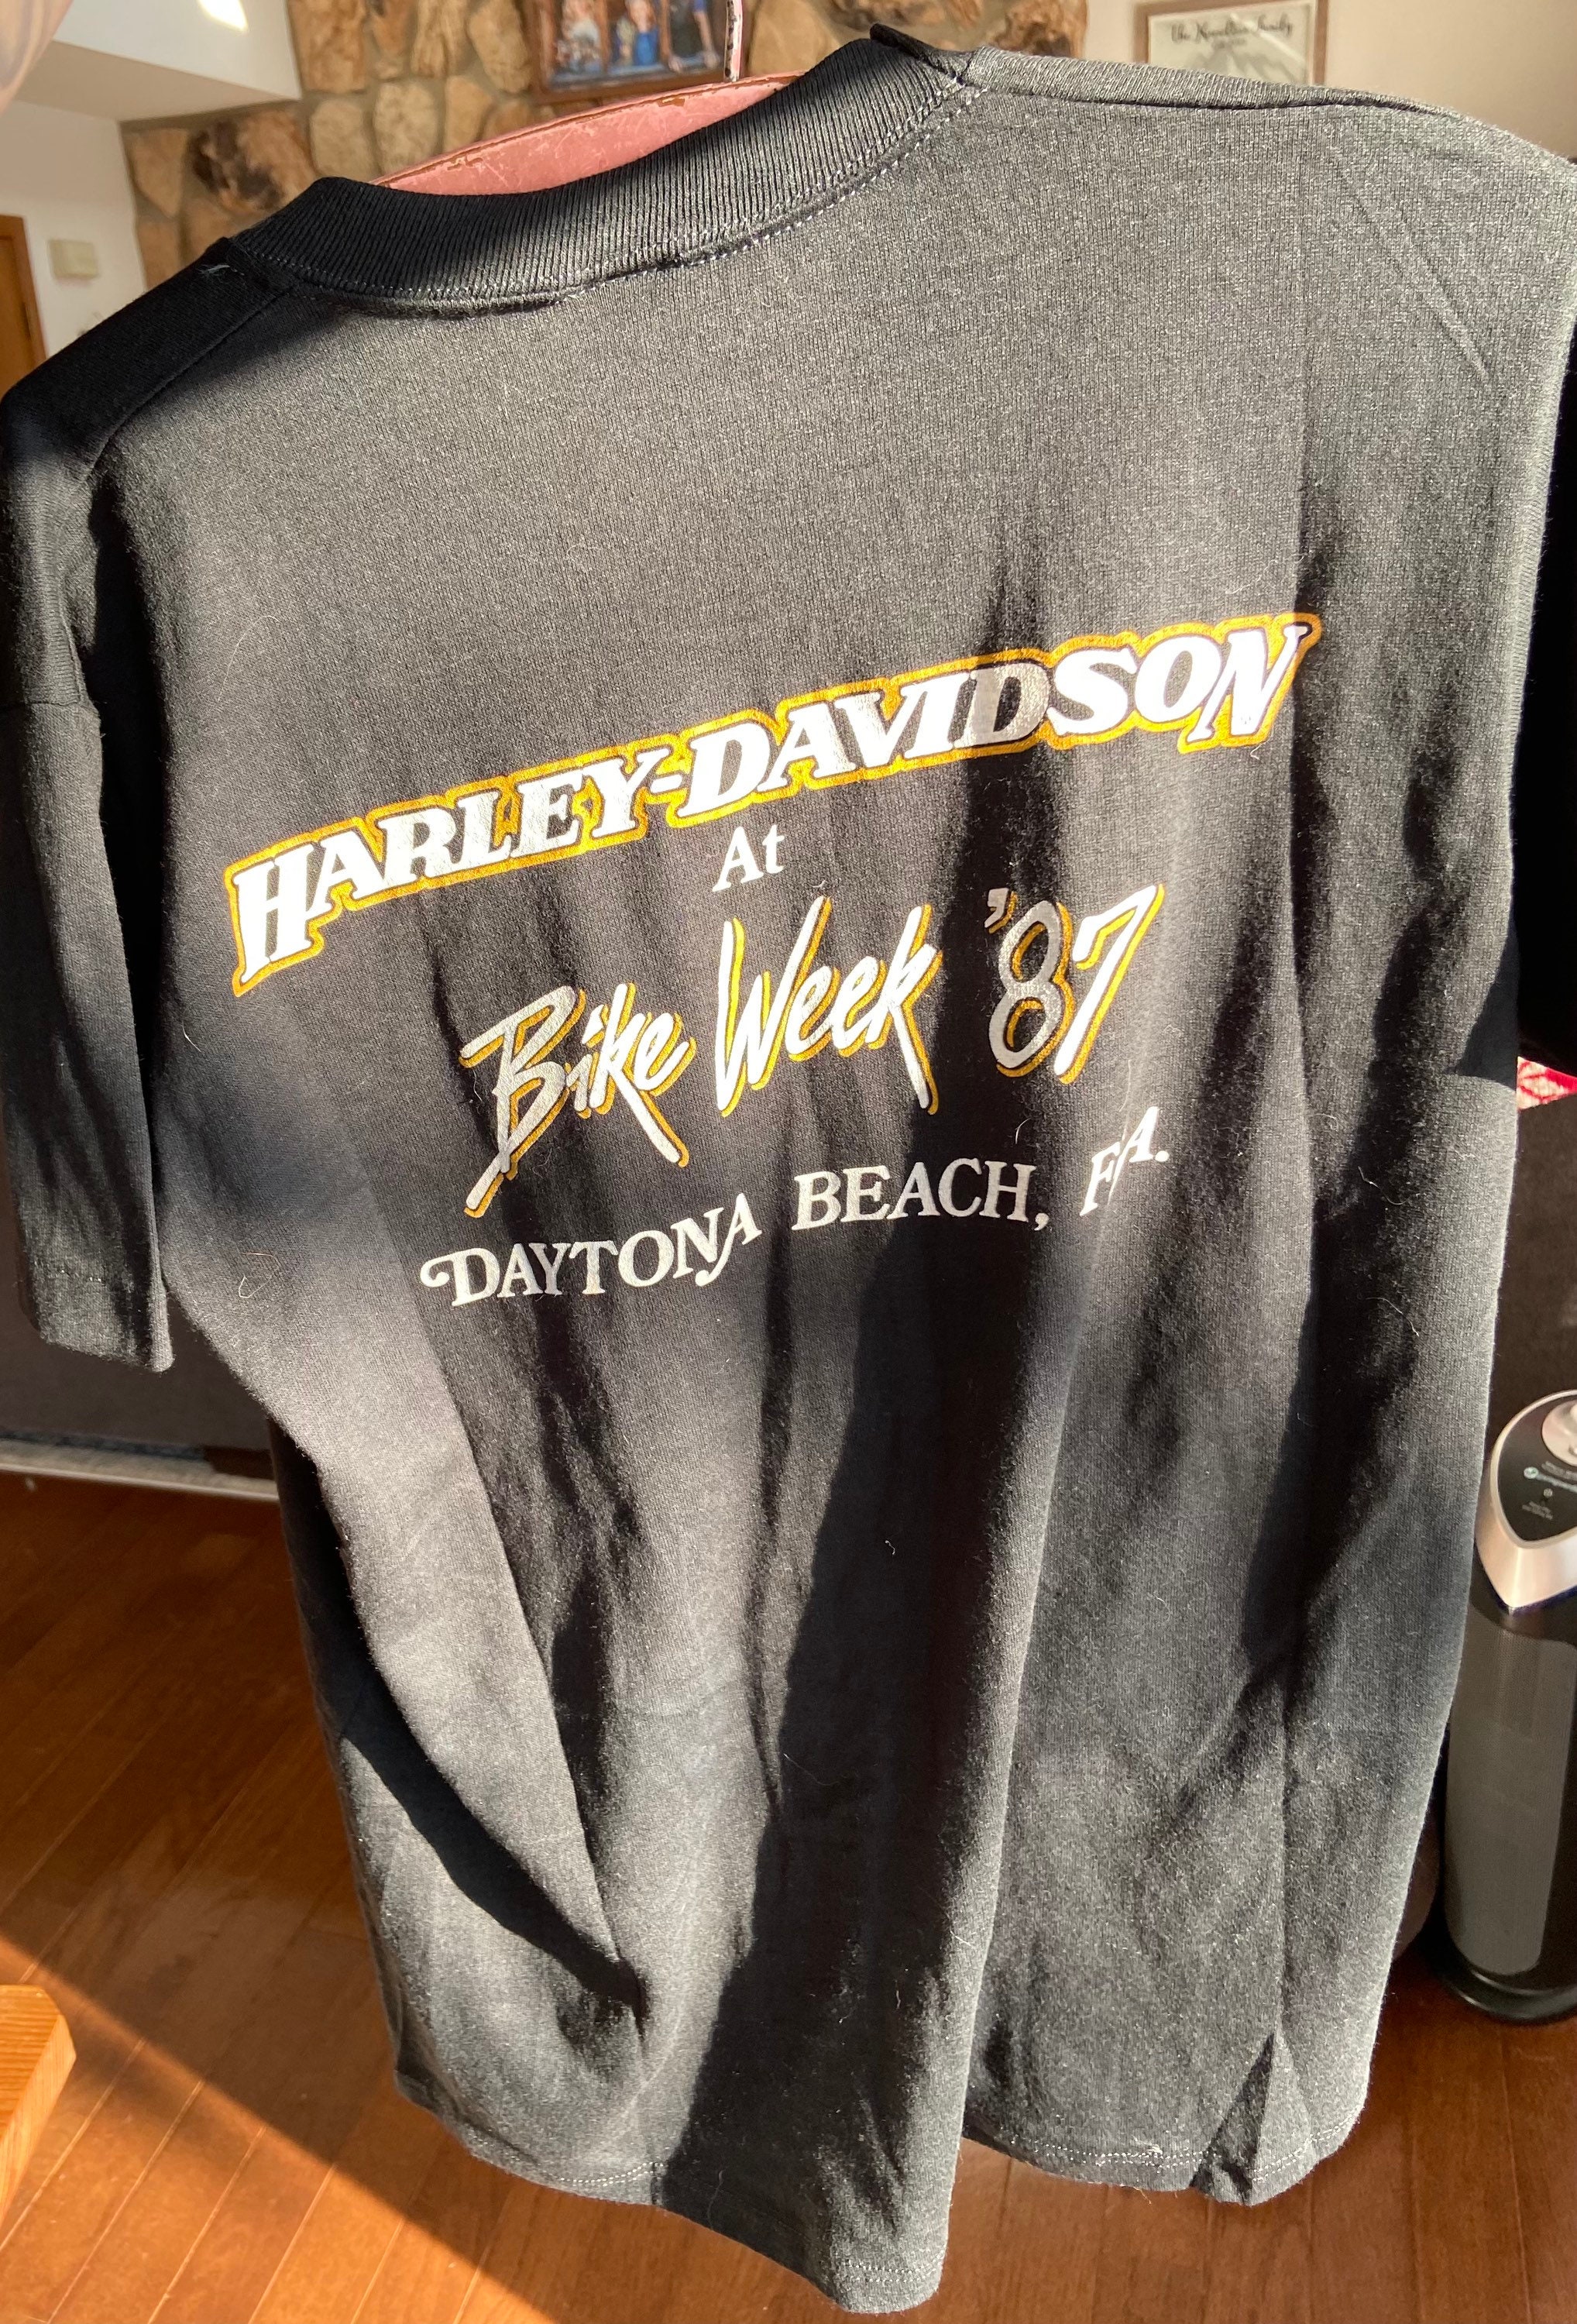 HARLEY-DAVIDSON
At
Bike Week '87
DAYTONA BEACH, FLA.